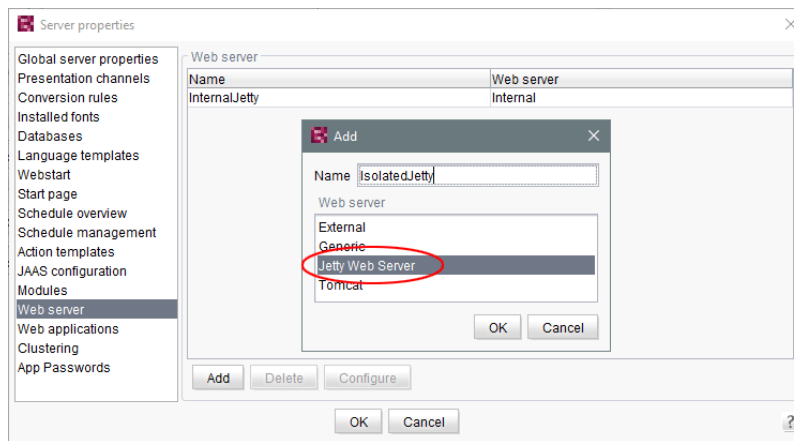 Server properties
Global server properties
Presentation channels
Conversion rules
Installed fonts
Databases
Language templates
Webstart
Start page
Schedule overview
Schedule management
Action templates
JAAS configuration
Modules
Web server
Web applications
Clustering
App Passwords
Web server
Name Web server
InternalJetty Internal
Add
Name IsolatedJetty
Web server
External
Generic
Jetty Web Server
Tomcat
OK Cancel
Add Delete Configure
OK Cancel
?